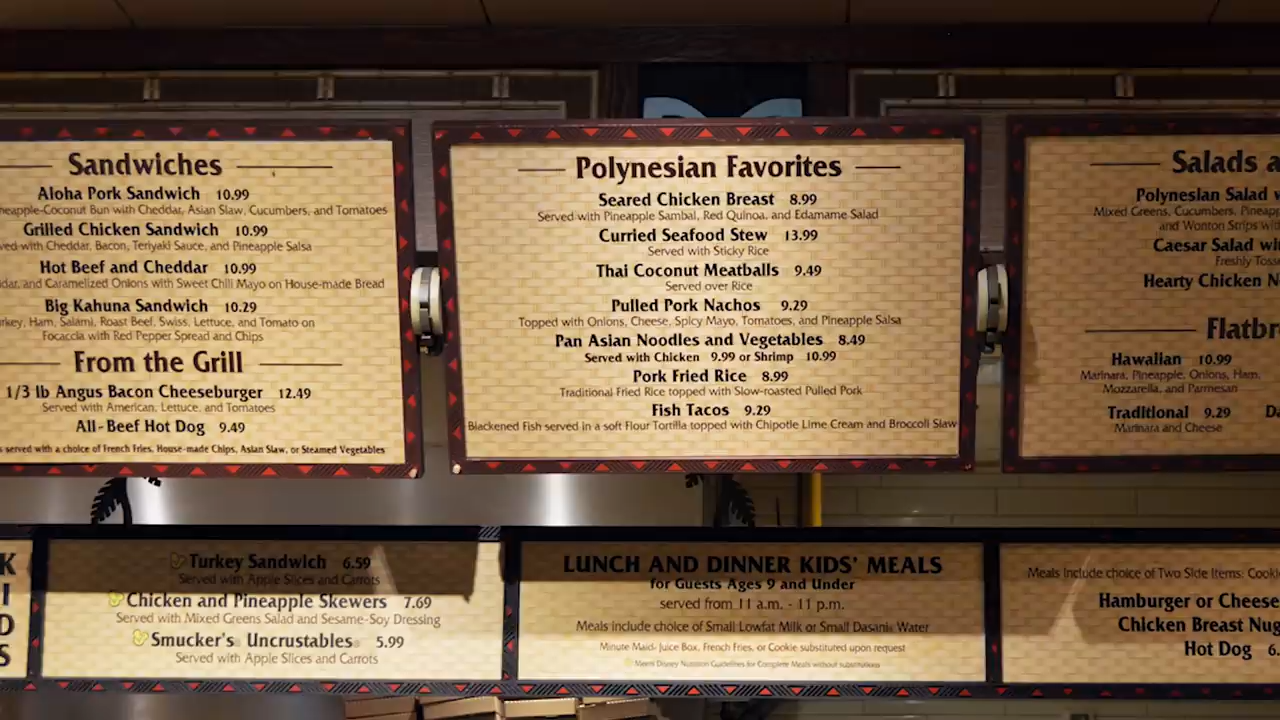 Sandwiches
Aloha Pork Sandwich 10.99
neapple-Coconut Bun with Cheddar, Asian Slaw, Cucumbers, and Tomatoes
Grilled Chicken Sandwich 10.99
ved with Cheddar, Bacon, Teriyaki Sauce, and Pineapple Salsa
Hot Beef and Cheddar 10.99
dar, and Caramelized Onions with Sweet Chili Mayo on House-made Bread
Big Kahuna Sandwich 10.29
rkey, Ham, Salami, Roast Beef, Swiss, Lettuce, and Tomato on
Focaccia with Red Pepper Spread and Chips
From the Grill
1/3 lb Angus Bacon Cheeseburger 12.49
Served with American, Lettuce, and Tomatoes
All-Beef Hot Dog 9.49
s served with a choice of French Fries, House-made Chips, Asian Slaw, or Steamed Vegetables
Polynesian Favorites
Seared Chicken Breast 8.99
Served with Pineapple Sambal, Red Quinoa, and Edamame Salad
Curried Seafood Stew 13.99
Served with Sticky Rice
Thai Coconut Meatballs 9.49
Served over Rice
Pulled Pork Nachos 9.29
Topped with Onions, Cheese, Spicy Mayo, Tomatoes, and Pineapple Salsa
Pan Asian Noodles and Vegetables 8.49
Served with Chicken 9.99 or Shrimp 10.99
Pork Fried Rice 8.99
Traditional Fried Rice topped with Slow-roasted Pulled Pork
Fish Tacos 9.29
Blackened Fish served in a soft Flour Tortilla topped with Chipotle Lime Cream and Broccoli Slaw
Salads a
Polynesian Salad w
Mixed Greens, Cucumbers, Pineap
and Wonton Strips wit
Caesar Salad wi
Freshly Tosse
Hearty Chicken N
Flatbr
Hawaiian 10.99
Marinara, Pineapple, Onions, Ham,
Mozzarella, and Parmesan
Traditional 9.29 Da
Marinara and Cheese
K
I
D
S
Turkey Sandwich 6.59
Served with Apple Slices and Carrots
Chicken and Pineapple Skewers 7.69
Served with Mixed Greens Salad and Sesame-Soy Dressing
Smucker's Uncrustables® 5.99
Served with Apple Slices and Carrots
LUNCH AND DINNER KIDS' MEALS
for Guests Ages 9 and Under
served from 11 a.m. - 11 p.m.
Meals include choice of Small Lowfat Milk or Small Dasani® Water
Minute Maid® Juice Box, French Fries, or Cookie substituted upon request
Meets Disney Nutrition Guidelines for Complete Meals without substitutions
Meals include choice of Two Side Items: Cooki
Hamburger or Cheese
Chicken Breast Nug
Hot Dog 6.